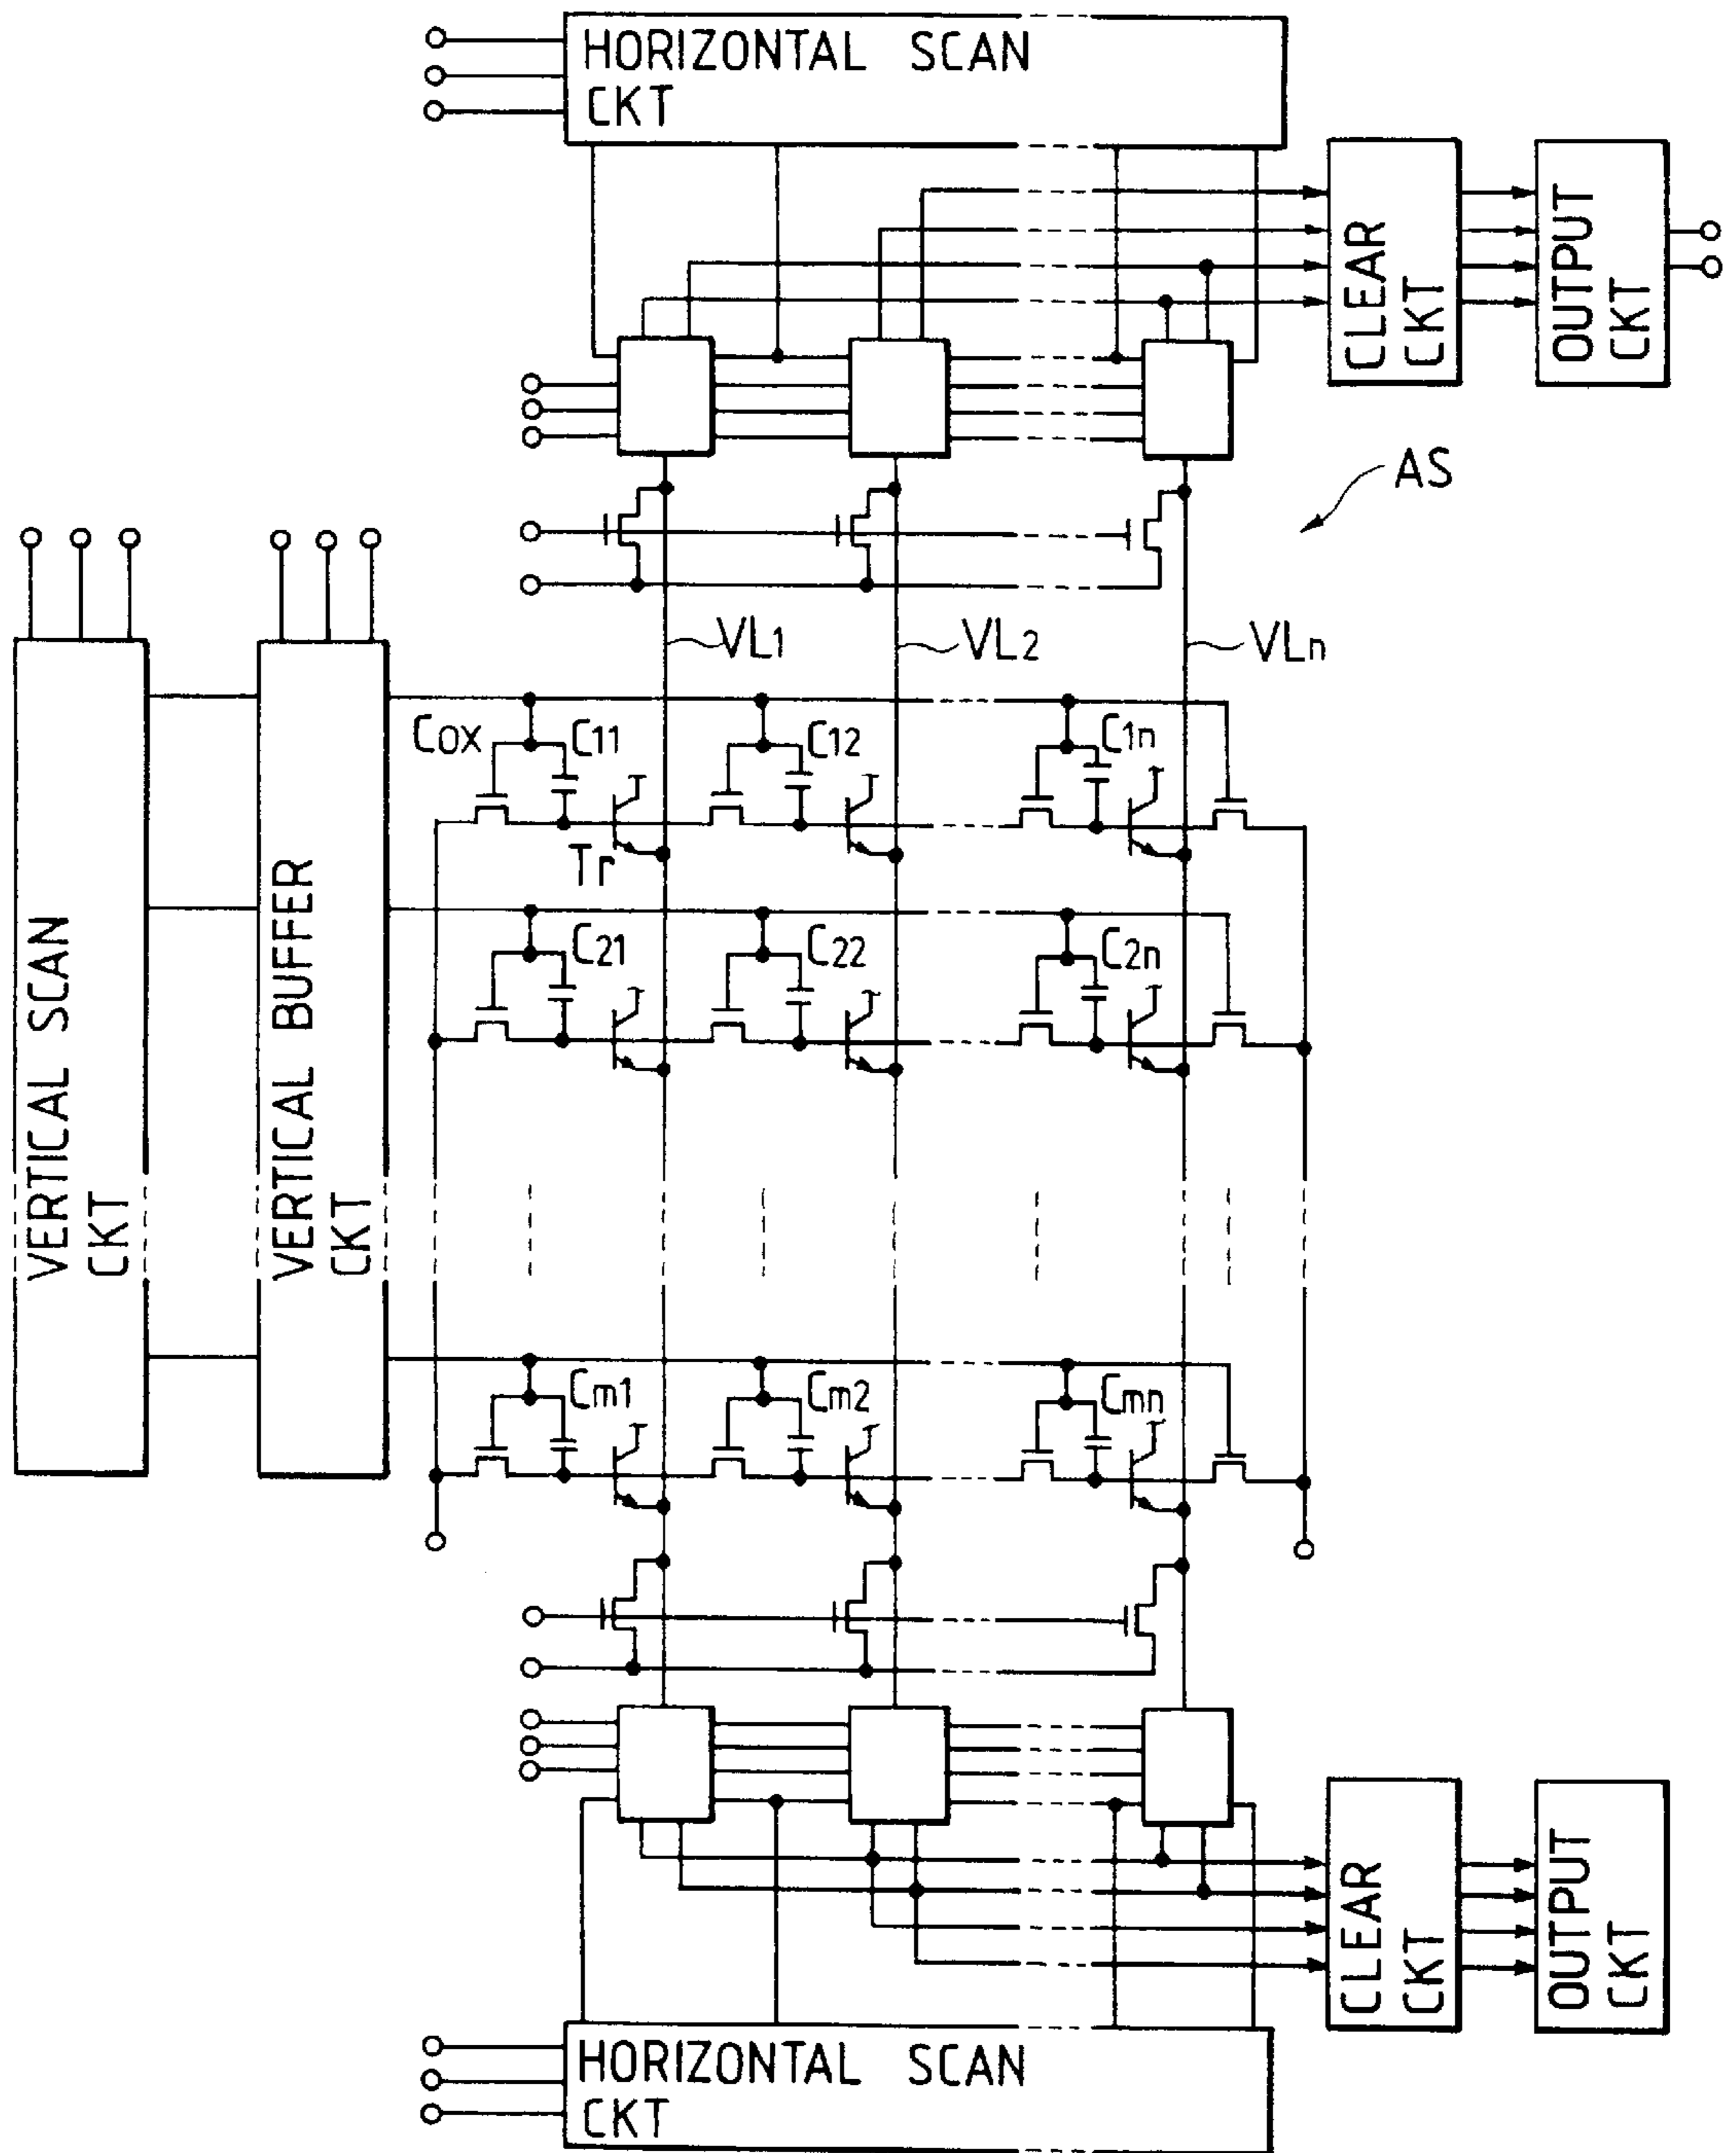 HORIZONTAL SCAN
CKT
CLEAR
CKT
OUTPUT
CKT
AS
VL1
VL2
VLn
COX
C11
C12
C1n
Tr
C21
C22
C2n
VERTICAL SCAN
CKT
VERTICAL BUFFER
CKT
Cm1
Cm2
Cmn
CLEAR
CKT
OUTPUT
CKT
HORIZONTAL SCAN
CKT